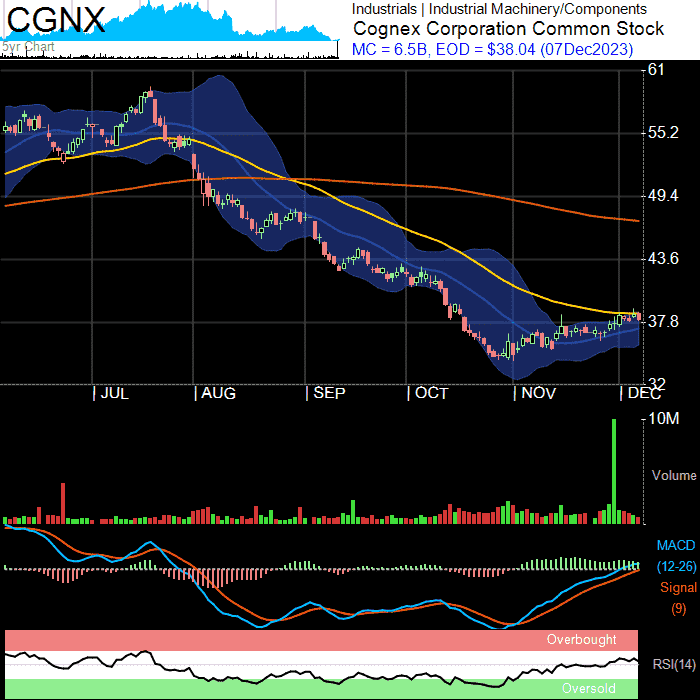 CGNX
5yr Chart
Industrials | Industrial Machinery/Components
Cognex Corporation Common Stock
MC = 6.5B, EOD = $38.04 (07Dec2023)
61
55.2
49.4
43.6
37.8
32
| JUL | AUG | SEP | OCT | NOV | DEC
10M
Volume
MACD
(12-26)
Signal
(9)
Overbought
RSI(14)
Oversold